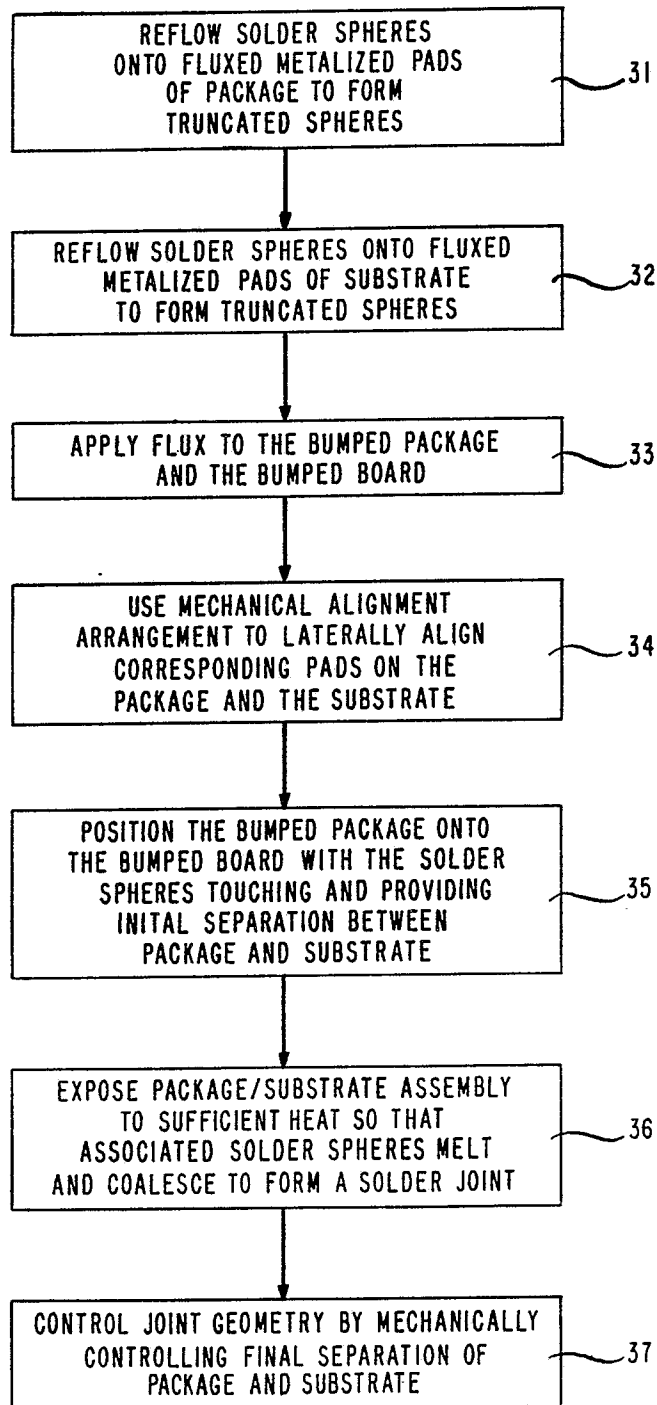 REFLOW SOLDER SPHERES
ONTO FLUXED METALIZED PADS
OF PACKAGE TO FORM
TRUNCATED SPHERES
31
REFLOW SOLDER SPHERES ONTO FLUXED
METALIZED PADS OF SUBSTRATE
TO FORM TRUNCATED SPHERES
32
APPLY FLUX TO THE BUMPED PACKAGE
AND THE BUMPED BOARD
33
USE MECHANICAL ALIGNMENT
ARRANGEMENT TO LATERALLY ALIGN
CORRESPONDING PADS ON THE
PACKAGE AND THE SUBSTRATE
34
POSITION THE BUMPED PACKAGE ONTO
THE BUMPED BOARD WITH THE SOLDER
SPHERES TOUCHING AND PROVIDING
INITAL SEPARATION BETWEEN
PACKAGE AND SUBSTRATE
35
EXPOSE PACKAGE/SUBSTRATE ASSEMBLY
TO SUFFICIENT HEAT SO THAT
ASSOCIATED SOLDER SPHERES MELT
AND COALESCE TO FORM A SOLDER JOINT
36
CONTROL JOINT GEOMETRY BY MECHANICALLY
CONTROLLING FINAL SEPARATION OF
PACKAGE AND SUBSTRATE
37